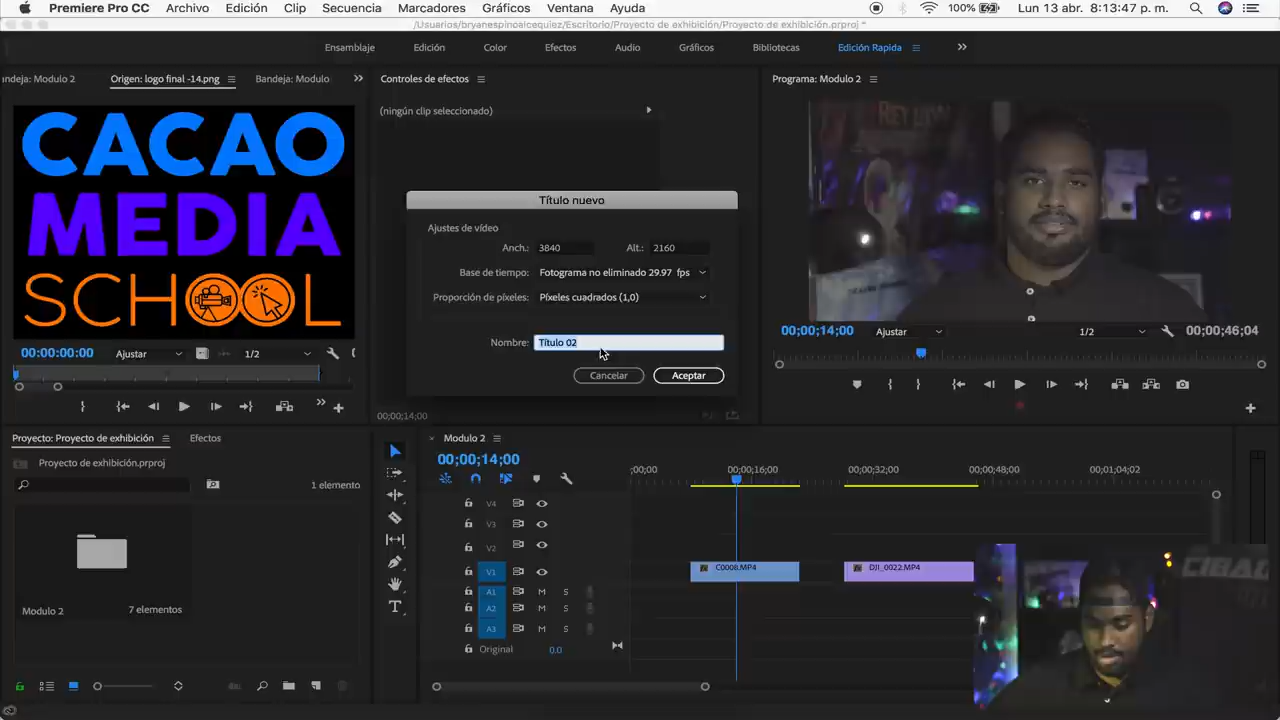 Premiere Pro CC Archivo Edición Clip Secuencia Marcadores Gráficos Ventana Ayuda 100% Lun 13 abr. 8:13:47 p. m.
/Usuarios/bryanespinoalcequiez/Escritorio/Proyecto de exhibición/Proyecto de exhibición.prproj *
Ensamblaje Edición Color Efectos Audio Gráficos Bibliotecas Edición Rapida
andeja: Modulo 2 Origen: logo final -14.png Bandeja: Modulo Controles de efectos Programa: Modulo 2
(ningún clip seleccionado)
CACAO
MEDIA
SCHOOL
Título nuevo
Ajustes de vídeo
Anch.: 3840 Alt.: 2160
Base de tiempo: Fotograma no eliminado 29.97 fps
Proporción de píxeles: Píxeles cuadrados (1,0)
Nombre: Título 02
Cancelar Aceptar
00:00:00:00 Ajustar 1/2
00;00;14;00 Ajustar 1/2 00;00;46;04
00;00;14;00
Proyecto: Proyecto de exhibición Efectos
Proyecto de exhibición.prproj
1 elemento
Modulo 2 7 elementos
Modulo 2
00;00;14;00
;00;00 00;00;16;00 00;00;32;00 00;00;48;00 00;01;04;02
V4
V3
V2
V1 C0008.MP4 DJI_0022.MP4
A1 M S
A2 M S
A3 M S
Original 0.0
CIBAO